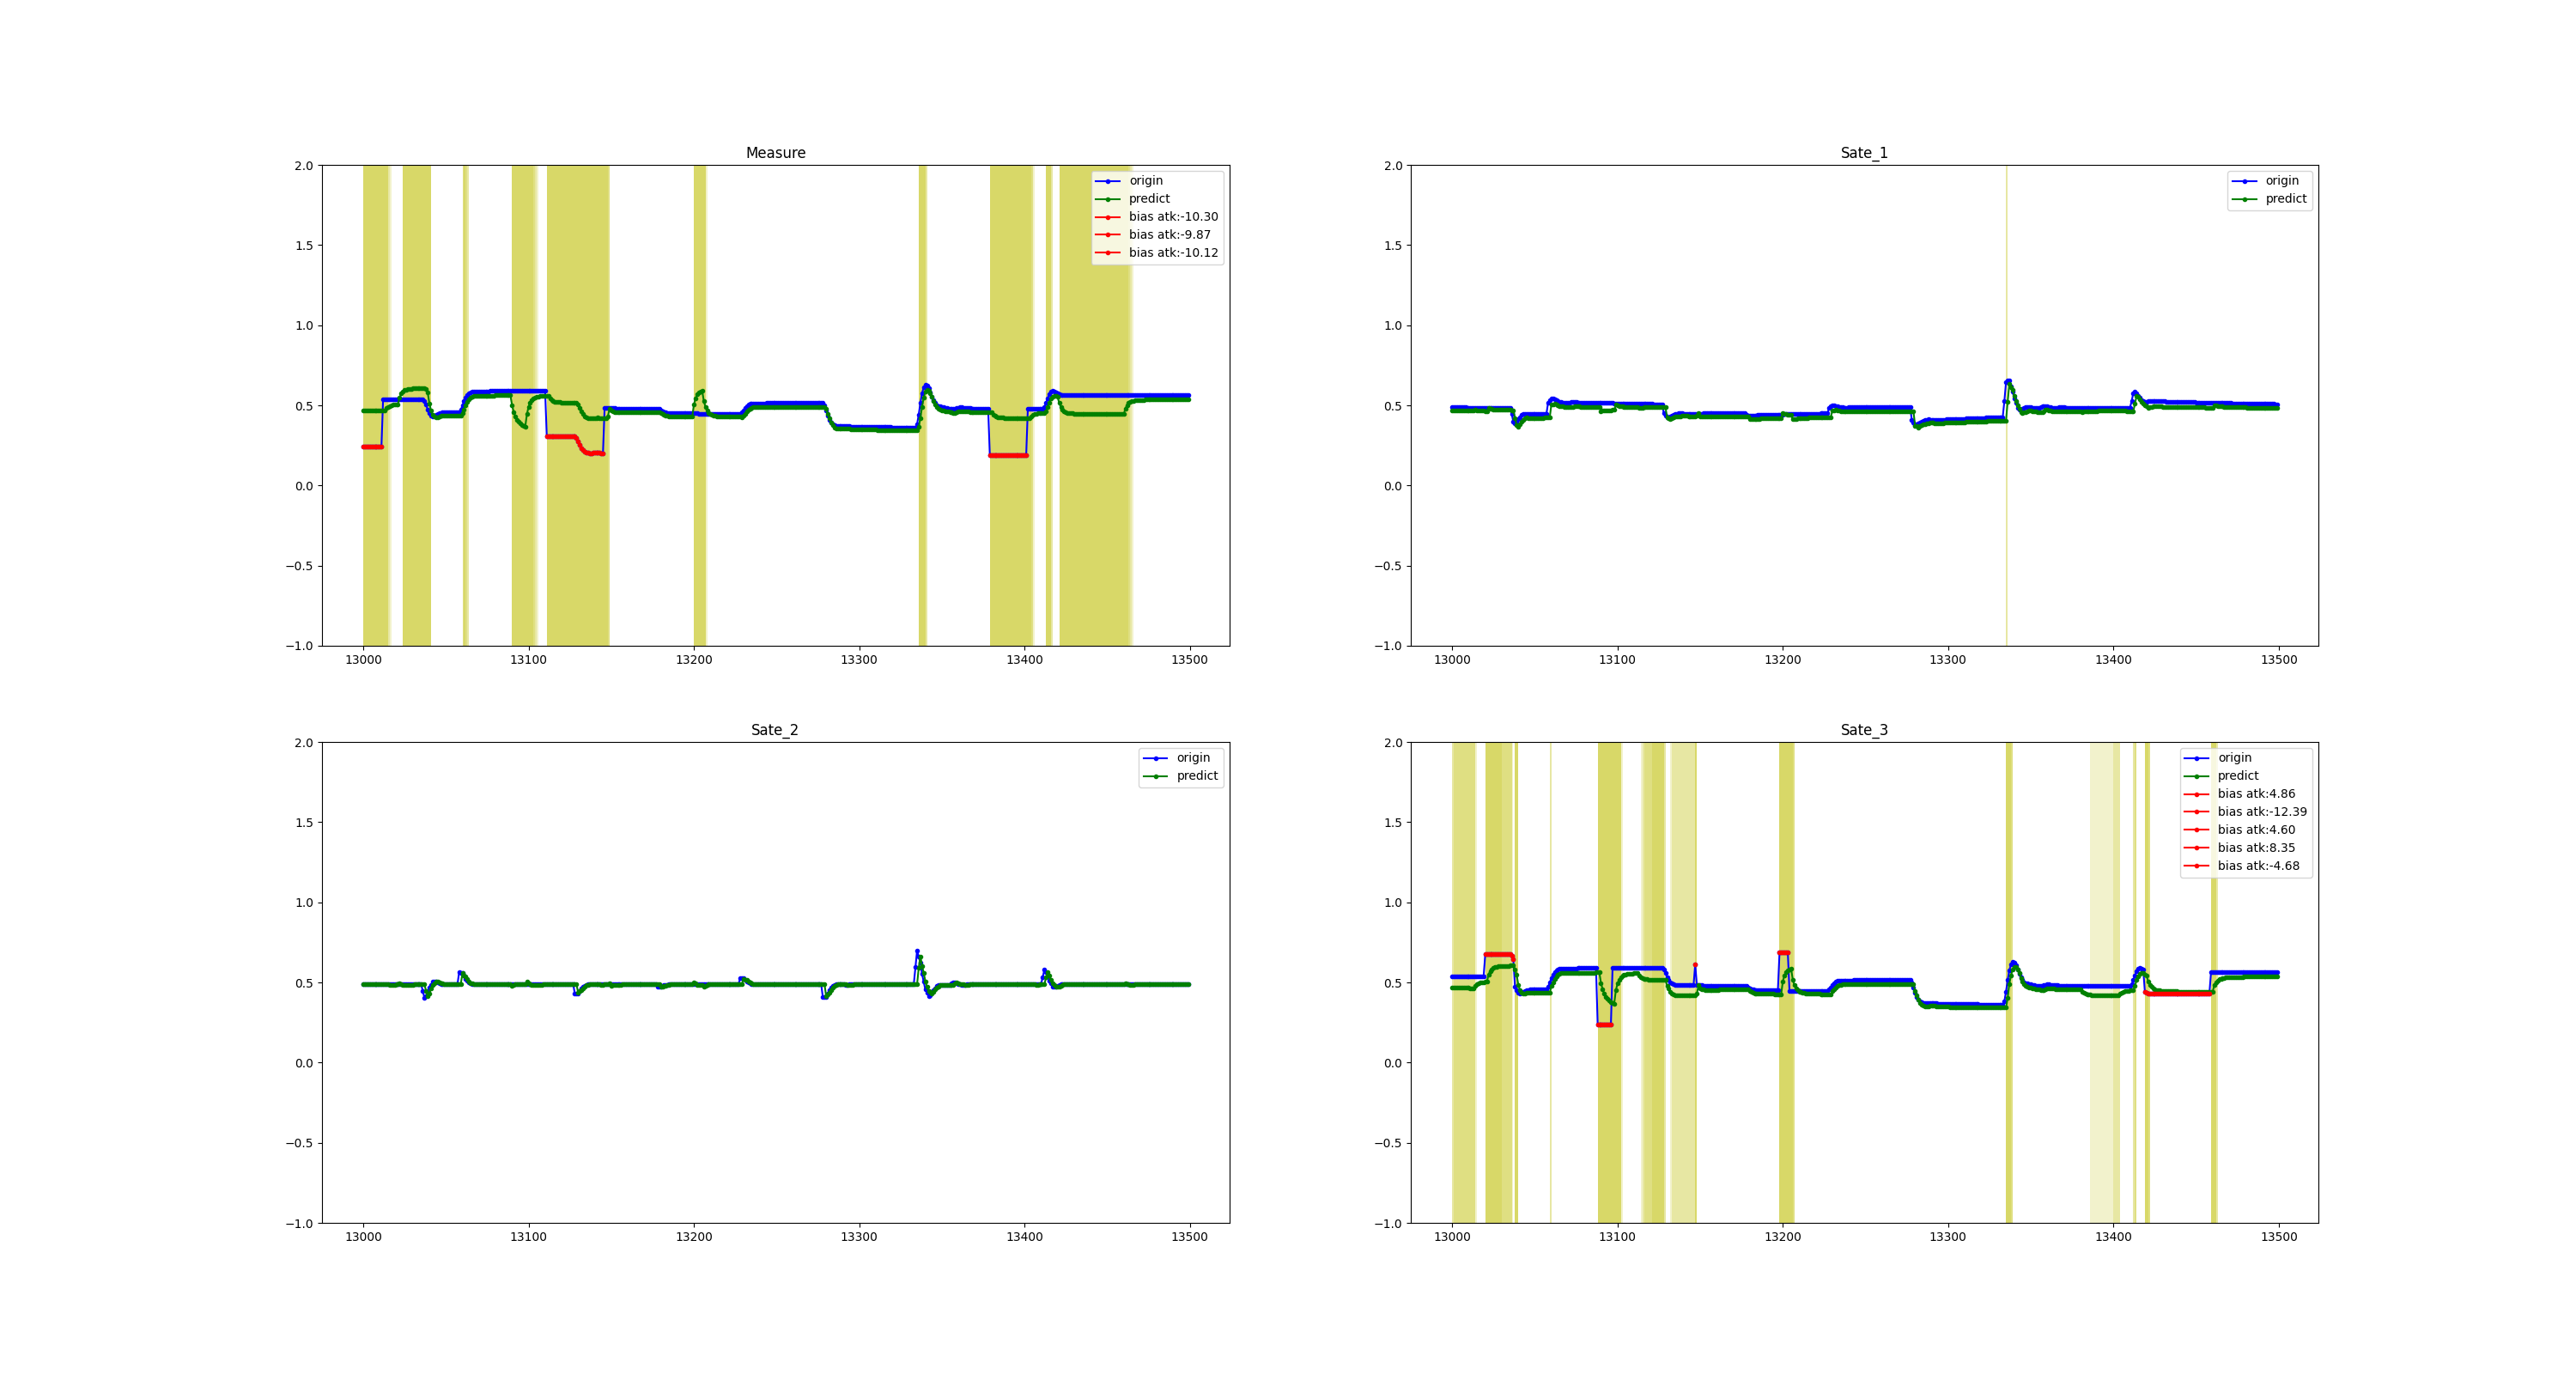 Measure
2.0
1.5
1.0
0.5
0.0
−0.5
−1.0
13000 13100 13200 13300 13400 13500
origin
predict
bias atk:-10.30
bias atk:-9.87
bias atk:-10.12
Sate_1
2.0
1.5
1.0
0.5
0.0
−0.5
−1.0
13000 13100 13200 13300 13400 13500
origin
predict
Sate_2
2.0
1.5
1.0
0.5
0.0
−0.5
−1.0
13000 13100 13200 13300 13400 13500
origin
predict
Sate_3
2.0
1.5
1.0
0.5
0.0
−0.5
−1.0
13000 13100 13200 13300 13400 13500
origin
predict
bias atk:4.86
bias atk:-12.39
bias atk:4.60
bias atk:8.35
bias atk:-4.68